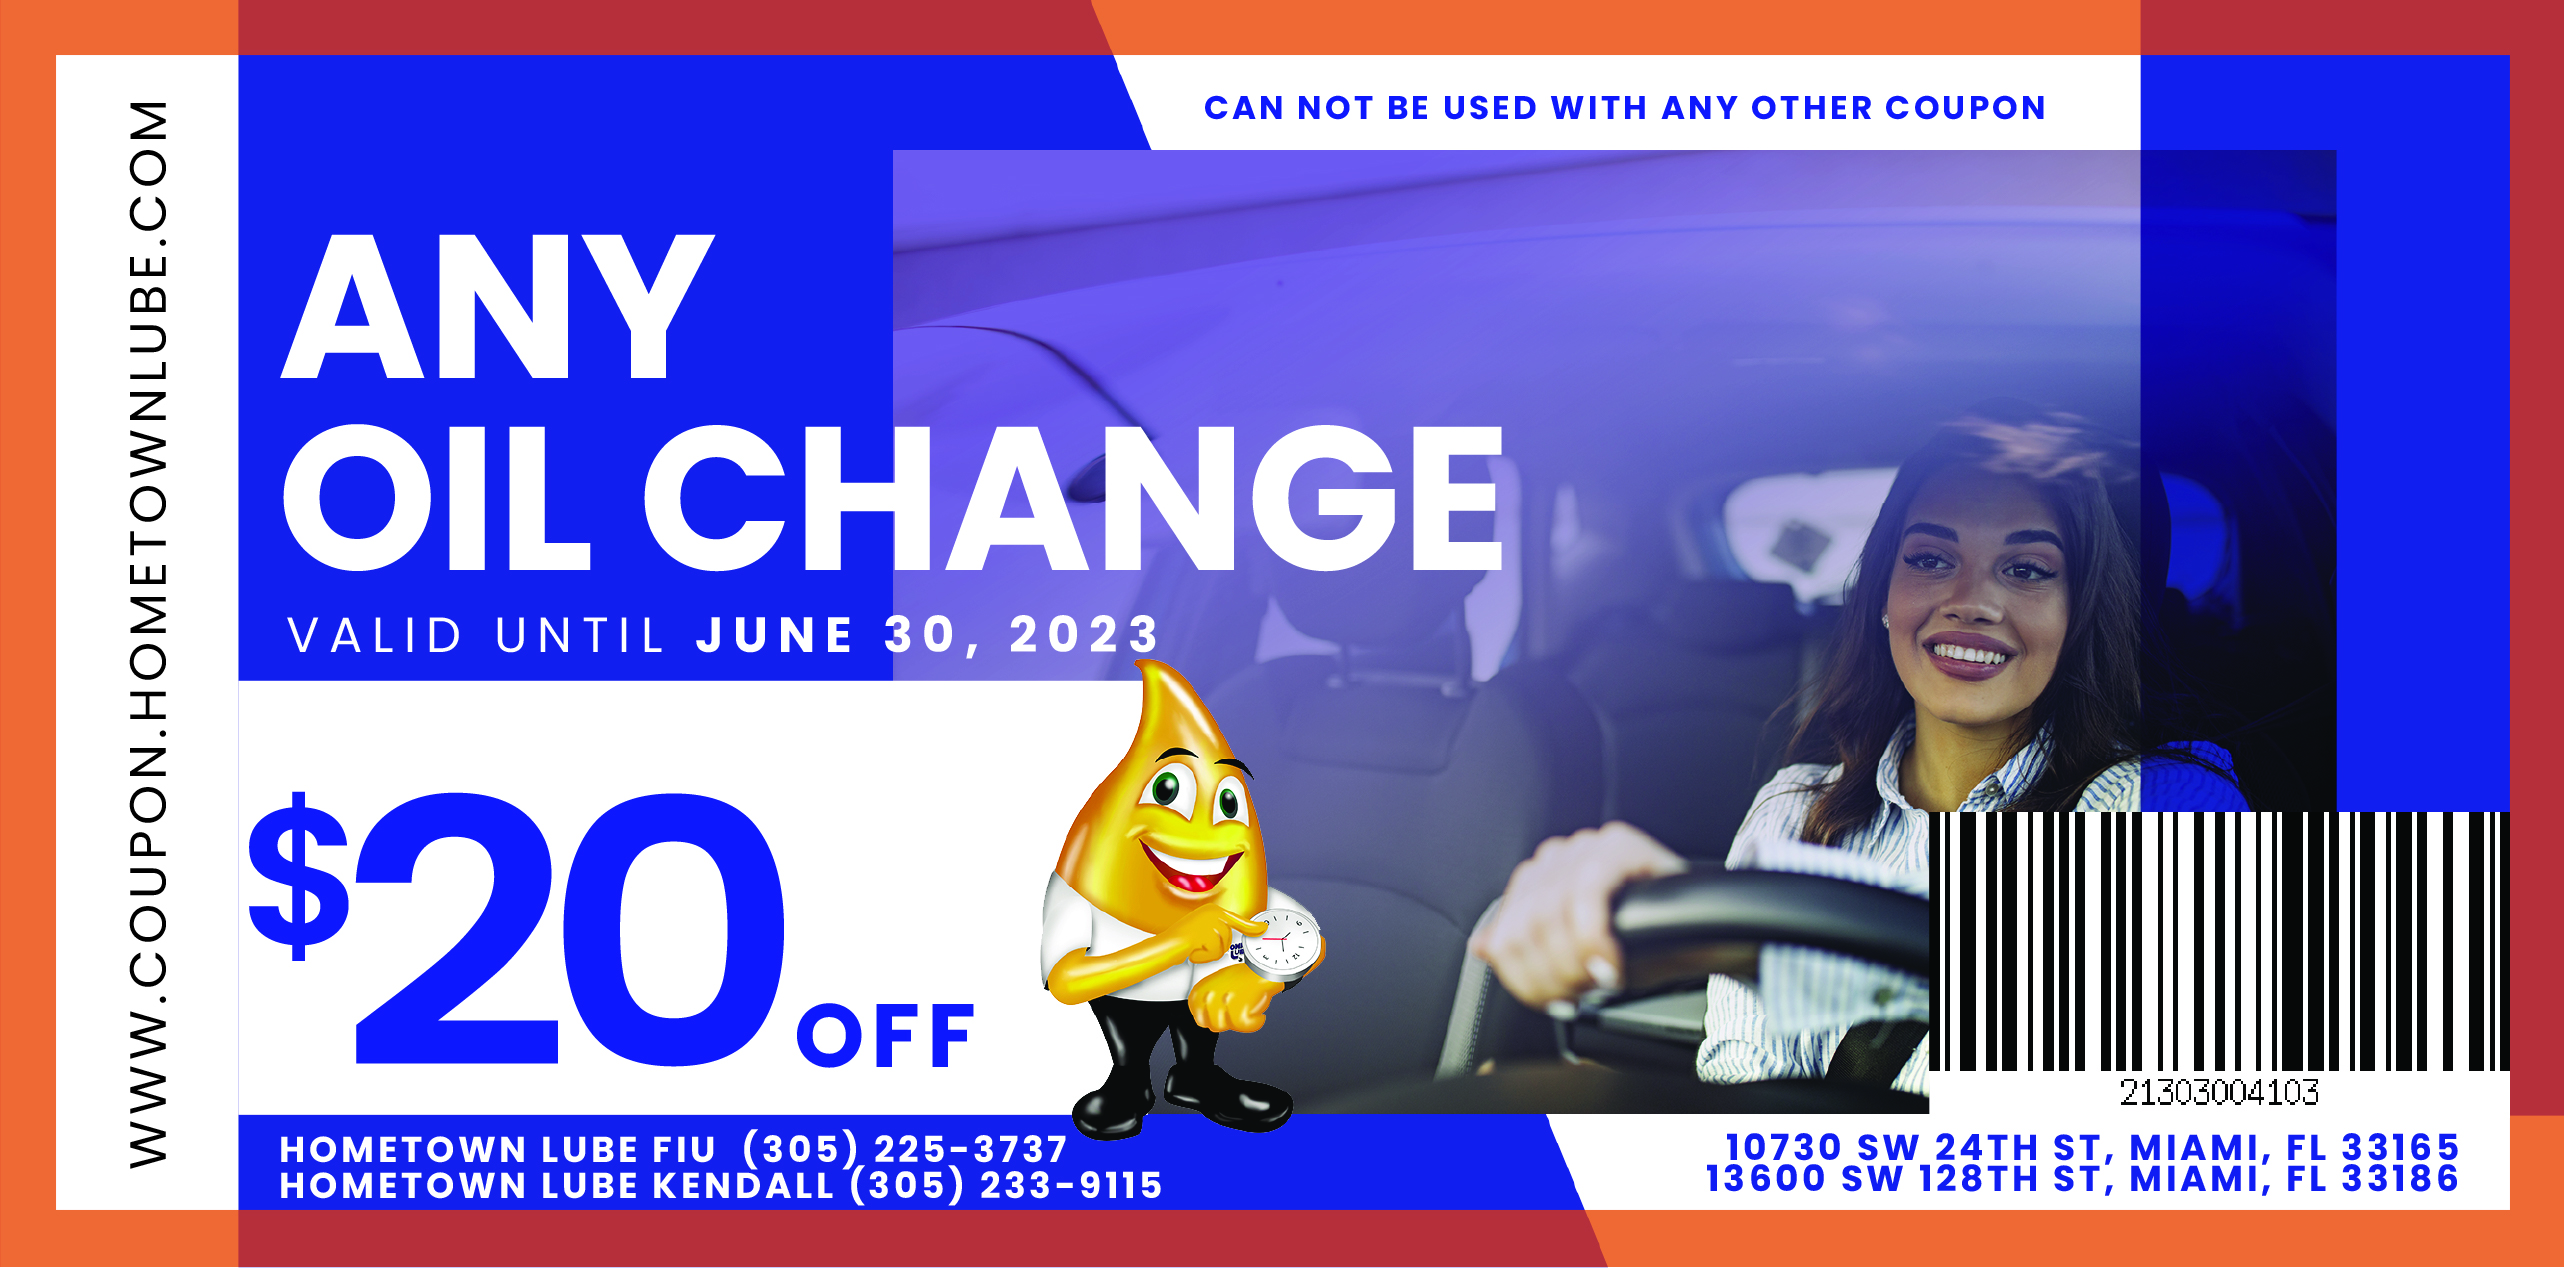 WWW.COUPON.HOMETOWNLUBE.COM
CAN NOT BE USED WITH ANY OTHER COUPON
ANY
OIL CHANGE
VALID UNTIL JUNE 30, 2023
$20 OFF
21303004103
HOMETOWN LUBE FIU (305) 225-3737
HOMETOWN LUBE KENDALL (305) 233-9115
10730 SW 24TH ST, MIAMI, FL 33165
13600 SW 128TH ST, MIAMI, FL 33186